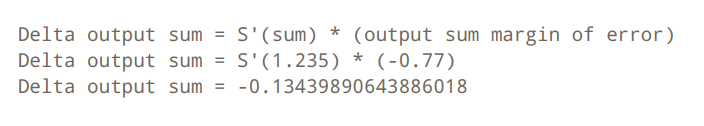 Delta output sum = S'(sum) * (output sum margin of error)
Delta output sum = S'(1.235) * (-0.77)
Delta output sum = -0.13439890643886018